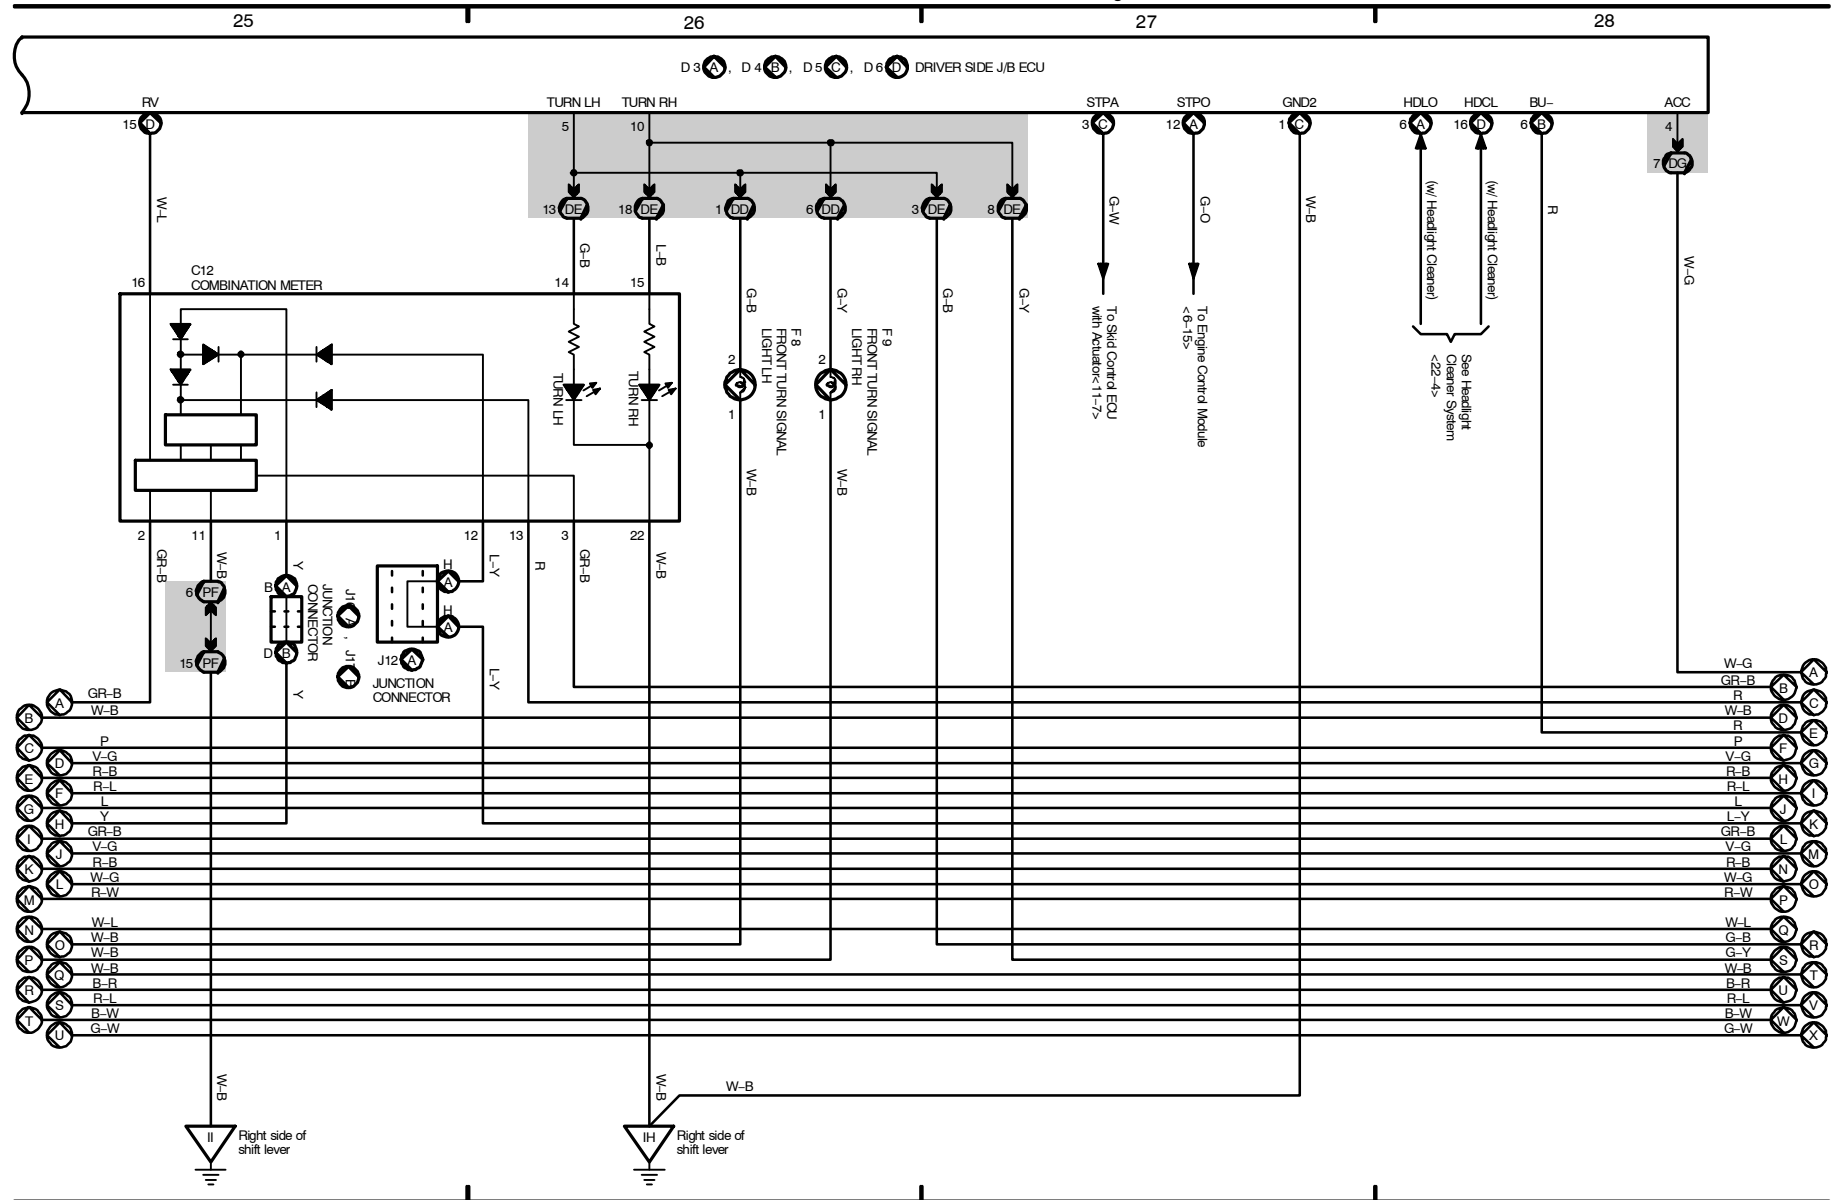 25 26 27 28
D 3 A , D 4 B , D 5 C , D 6 D DRIVER SIDE J/B ECU
RV TURN LH TURN RH STPA STPO GND2 HDLO HDCL BU– ACC
15 D 5 10 3 C 12 A 1 C 6 A 16 D 6 B 4
7 DG
13 DE 18 DE 1 DD 6 DD 3 DE 8 DE
W–L
G–B
L–B
G–B
G–Y
G–B
G–Y
G–W
G–O
W–B
(w/ Headlight Cleaner)
(w/ Headlight Cleaner)
R
W–G
C12
COMBINATION METER
16 14 15
TURN LH
TURN RH
2
1
F 8
FRONT TURN SIGNAL
LIGHT LH
2
1
F 9
FRONT TURN SIGNAL
LIGHT RH
W–B
W–B
To Skid Control ECU
with Actuator<11–7>
To Engine Control Module
<6–15>
See Headlight
Cleaner System
<22–4>
2 11 1 12 13 3 22
GR–B
W–B
Y
L–Y
R
GR–B
W–B
6 PF
15 PF
B A
D B
JUNCTION
CONNECTOR
Y
H A
H A
J12 A
JUNCTION
CONNECTOR
L–Y
A GR–B
B W–B
C P
D V–G
E R–B
F R–L
G L
H Y
I GR–B
J V–G
K R–B
L W–G
M R–W
N W–L
O W–B
P W–B
Q W–B
R B–R
S R–L
T B–W
U G–W
W–G A
GR–B B
R C
W–B D
R E
P F
V–G G
R–B H
R–L I
L J
L–Y K
GR–B L
V–G M
R–B N
W–G O
R–W P
W–L Q
G–B R
G–Y S
W–B T
B–R U
R–L V
B–W W
G–W X
W–B
W–B
W–B
II
Right side of
shift lever
IH
Right side of
shift lever